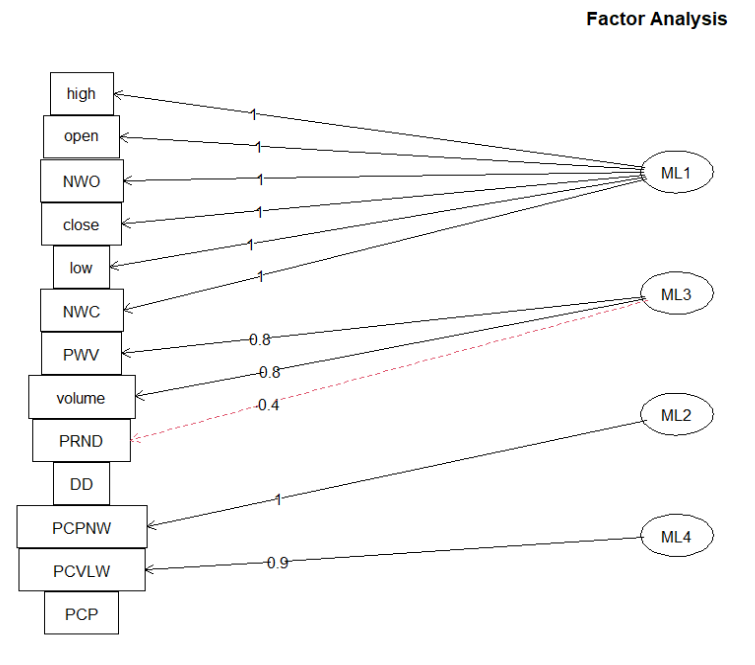 Factor Analysis
high
open
NWO
close
low
NWC
PWV
volume
PRND
DD
PCPNW
PCVLW
PCP
1
1
1
1
1
1
0.8
0.8
-0.4
1
0.9
ML1
ML3
ML2
ML4